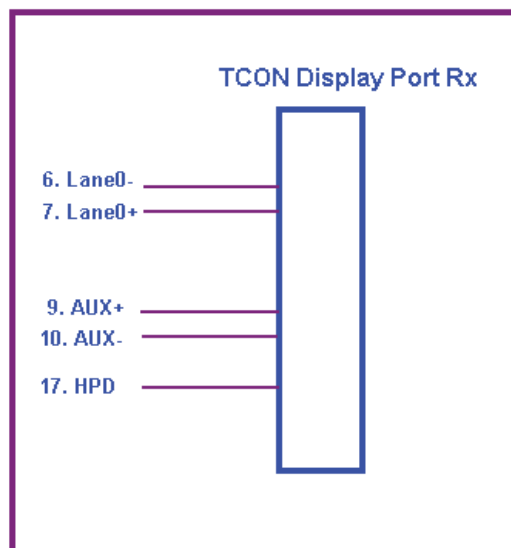 TCON Display Port Rx
6. Lane0-
7. Lane0+
9. AUX+
10. AUX-
17. HPD